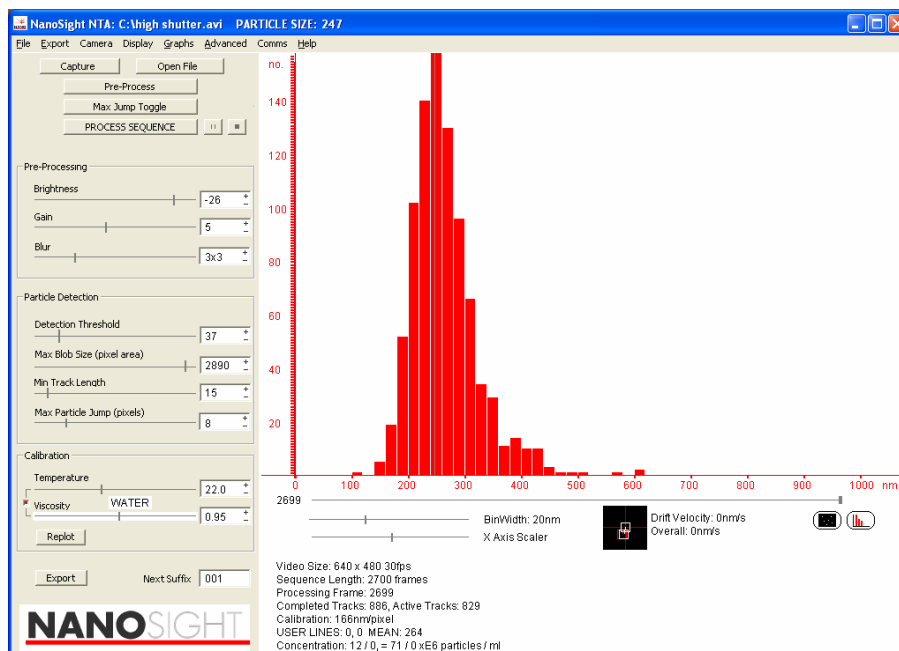 NanoSight NTA: C:\high shutter.avi PARTICLE SIZE: 247
File Export Camera Display Graphs Advanced Comms Help
Capture Open File
Pre-Process
Max Jump Toggle
PROCESS SEQUENCE
Pre-Processing
Brightness
-26
Gain
5
Blur
3x3
Particle Detection
Detection Threshold
37
Max Blob Size (pixel area)
2890
Min Track Length
15
Max Particle Jump (pixels)
8
Calibration
Temperature
22.0
Viscosity WATER
0.95
Replot
Export Next Suffix 001
NANOSIGHT
no.
140
120
100
80
60
40
20
0 100 200 300 400 500 600 700 800 900 1000 nm
2699
BinWidth: 20nm
X Axis Scaler
Drift Velocity: 0nm/s
Overall: 0nm/s
Video Size: 640 x 480 30fps
Sequence Length: 2700 frames
Processing Frame: 2699
Completed Tracks: 886, Active Tracks: 829
Calibration: 166nm/pixel
USER LINES: 0, 0 MEAN: 264
Concentration: 12 / 0, = 71 / 0 xE6 particles / ml